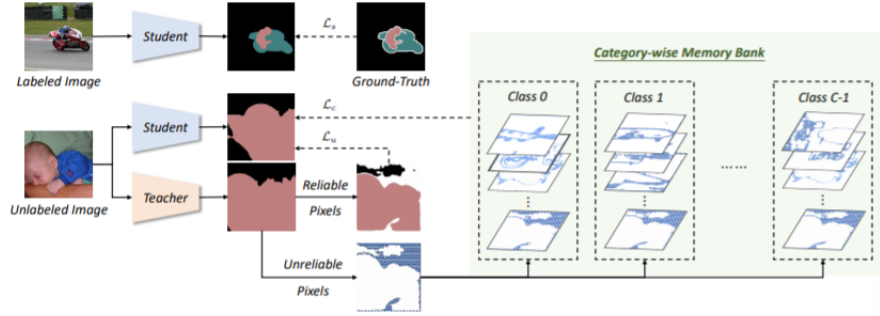 Student
ℒs
Labeled Image
Ground-Truth
Category-wise Memory Bank
Class 0
Class 1
Class C-1
Student
ℒc
ℒu
Unlabeled Image
Teacher
Reliable
Pixels
... ...
Unreliable
Pixels